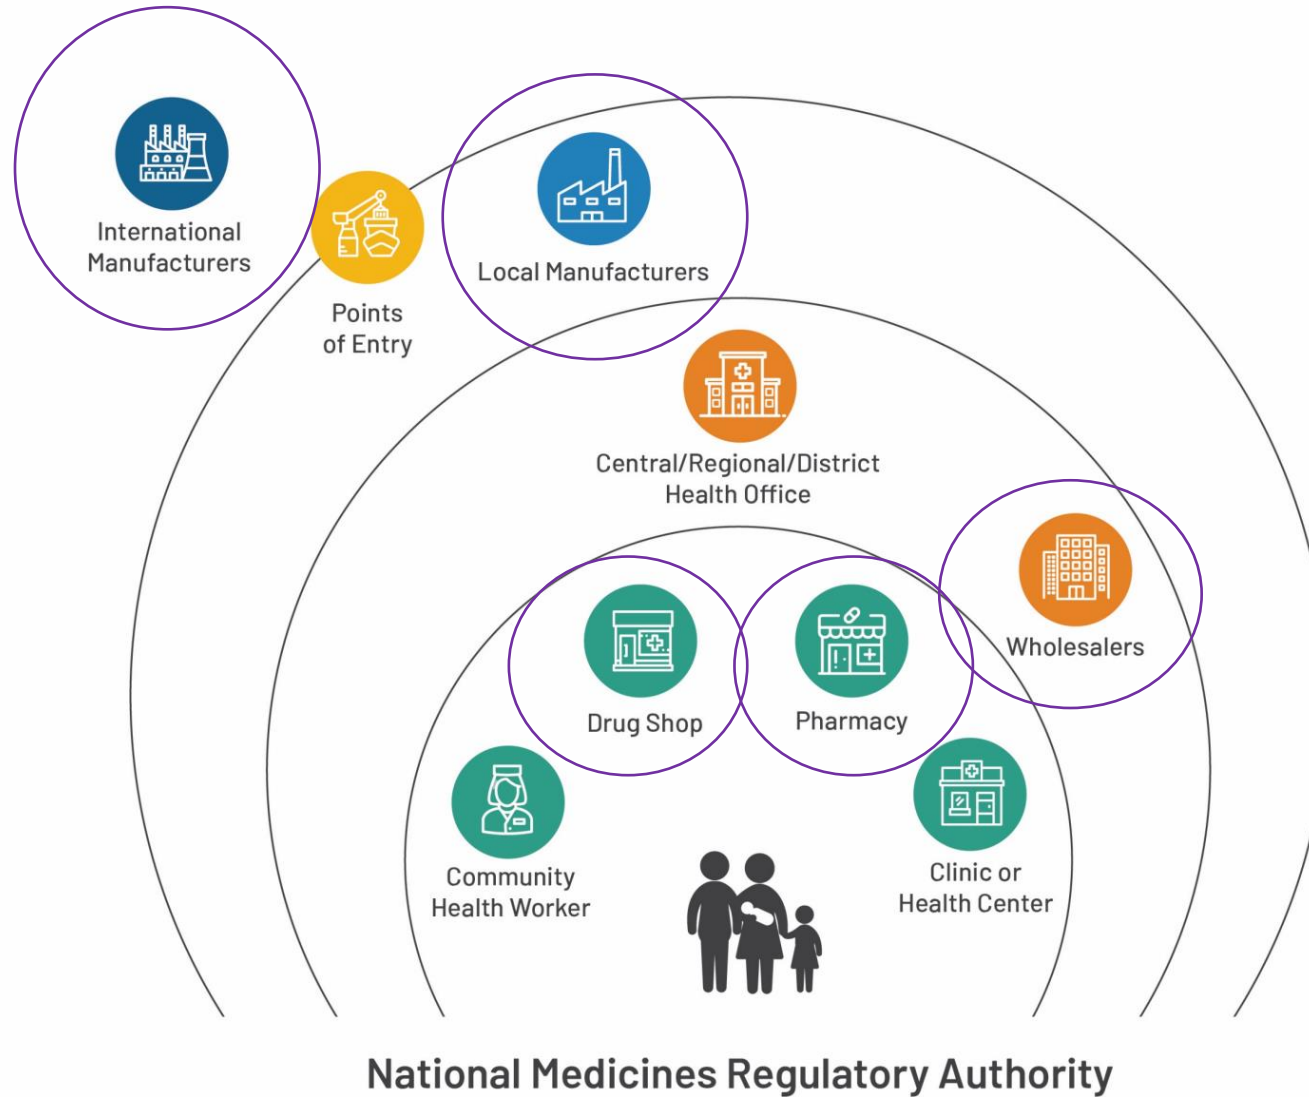 International
Manufacturers
Local Manufacturers
Points
of Entry
Central/Regional/District
Health Office
Wholesalers
Drug Shop
Pharmacy
Community
Health Worker
Clinic or
Health Center
National Medicines Regulatory Authority